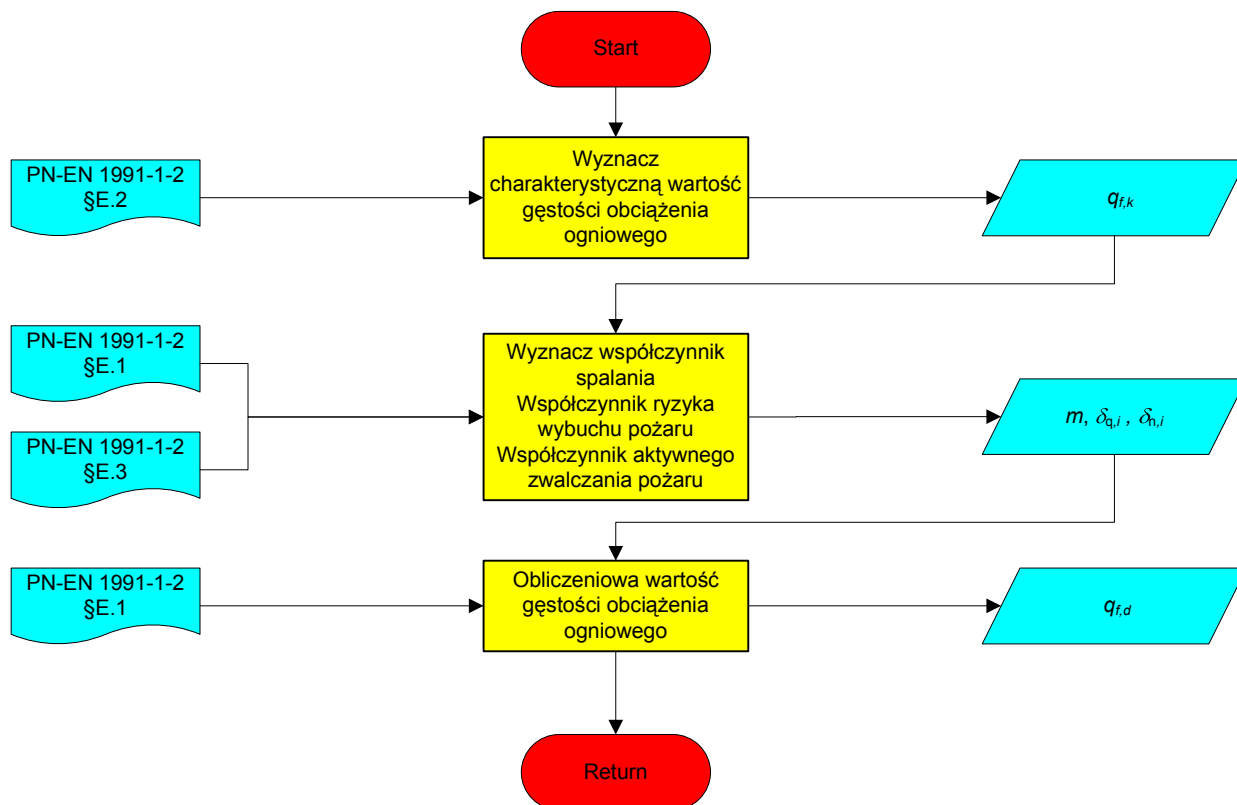 Start
PN-EN 1991-1-2
§E.2
Wyznacz
charakterystyczną wartość
gęstości obciążenia
ogniowego
qf,k
PN-EN 1991-1-2
§E.1
PN-EN 1991-1-2
§E.3
Wyznacz współczynnik
spalania
Współczynnik ryzyka
wybuchu pożaru
Współczynnik aktywnego
zwalczania pożaru
m, δq,i , δn,i
PN-EN 1991-1-2
§E.1
Obliczeniowa wartość
gęstości obciążenia
ogniowego
qf,d
Return